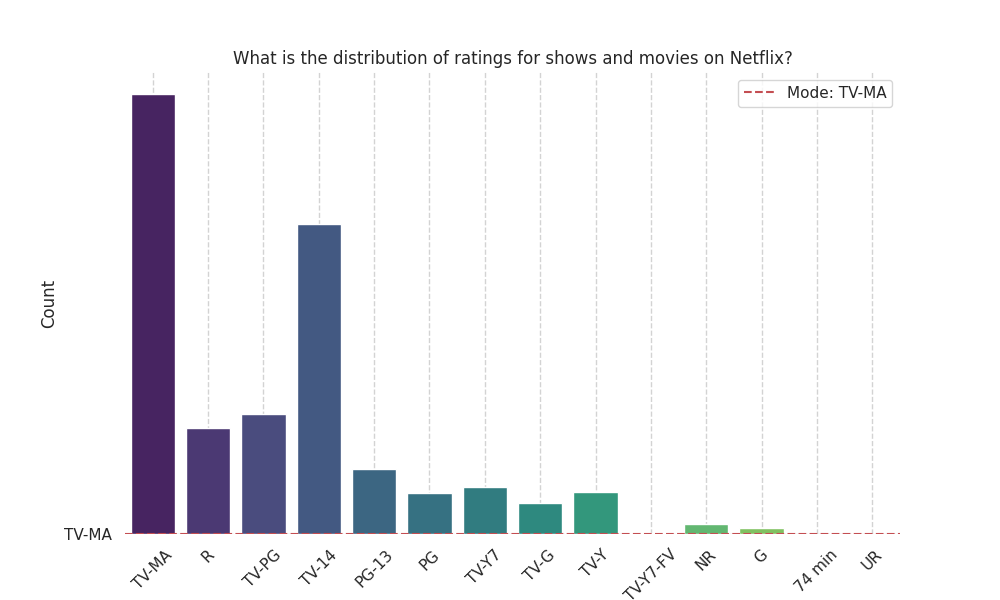 What is the distribution of ratings for shows and movies on Netflix?
Mode: TV-MA
Count
TV-MA
TV-MA
R
TV-PG
TV-14
PG-13
PG
TV-Y7
TV-G
TV-Y
TV-Y7-FV
NR
G
74 min
UR